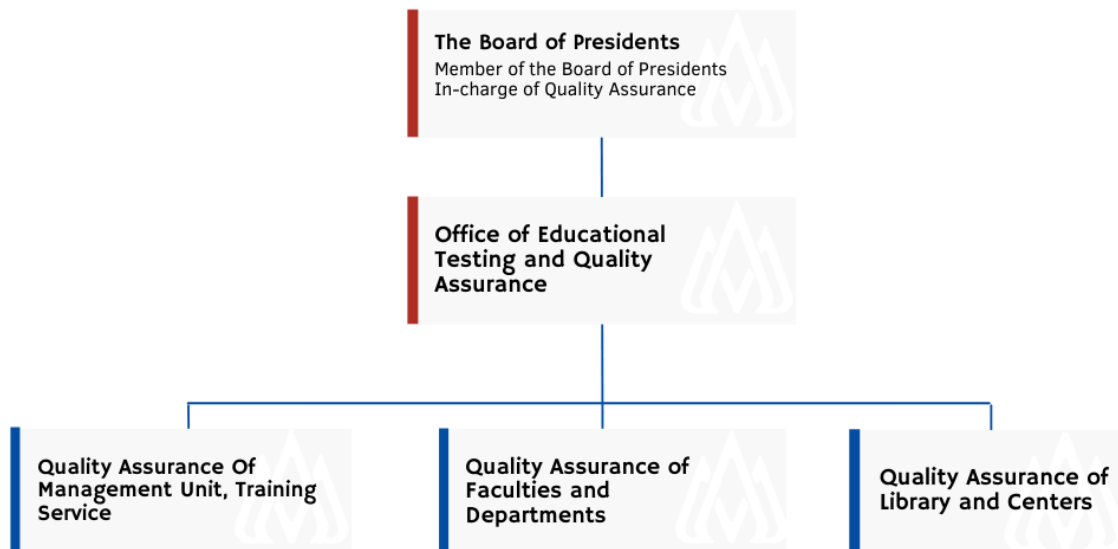 The Board of Presidents
Member of the Board of Presidents
In-charge of Quality Assurance
Office of Educational
Testing and Quality
Assurance
Quality Assurance Of
Management Unit, Training
Service
Quality Assurance of
Faculties and
Departments
Quality Assurance of
Library and Centers